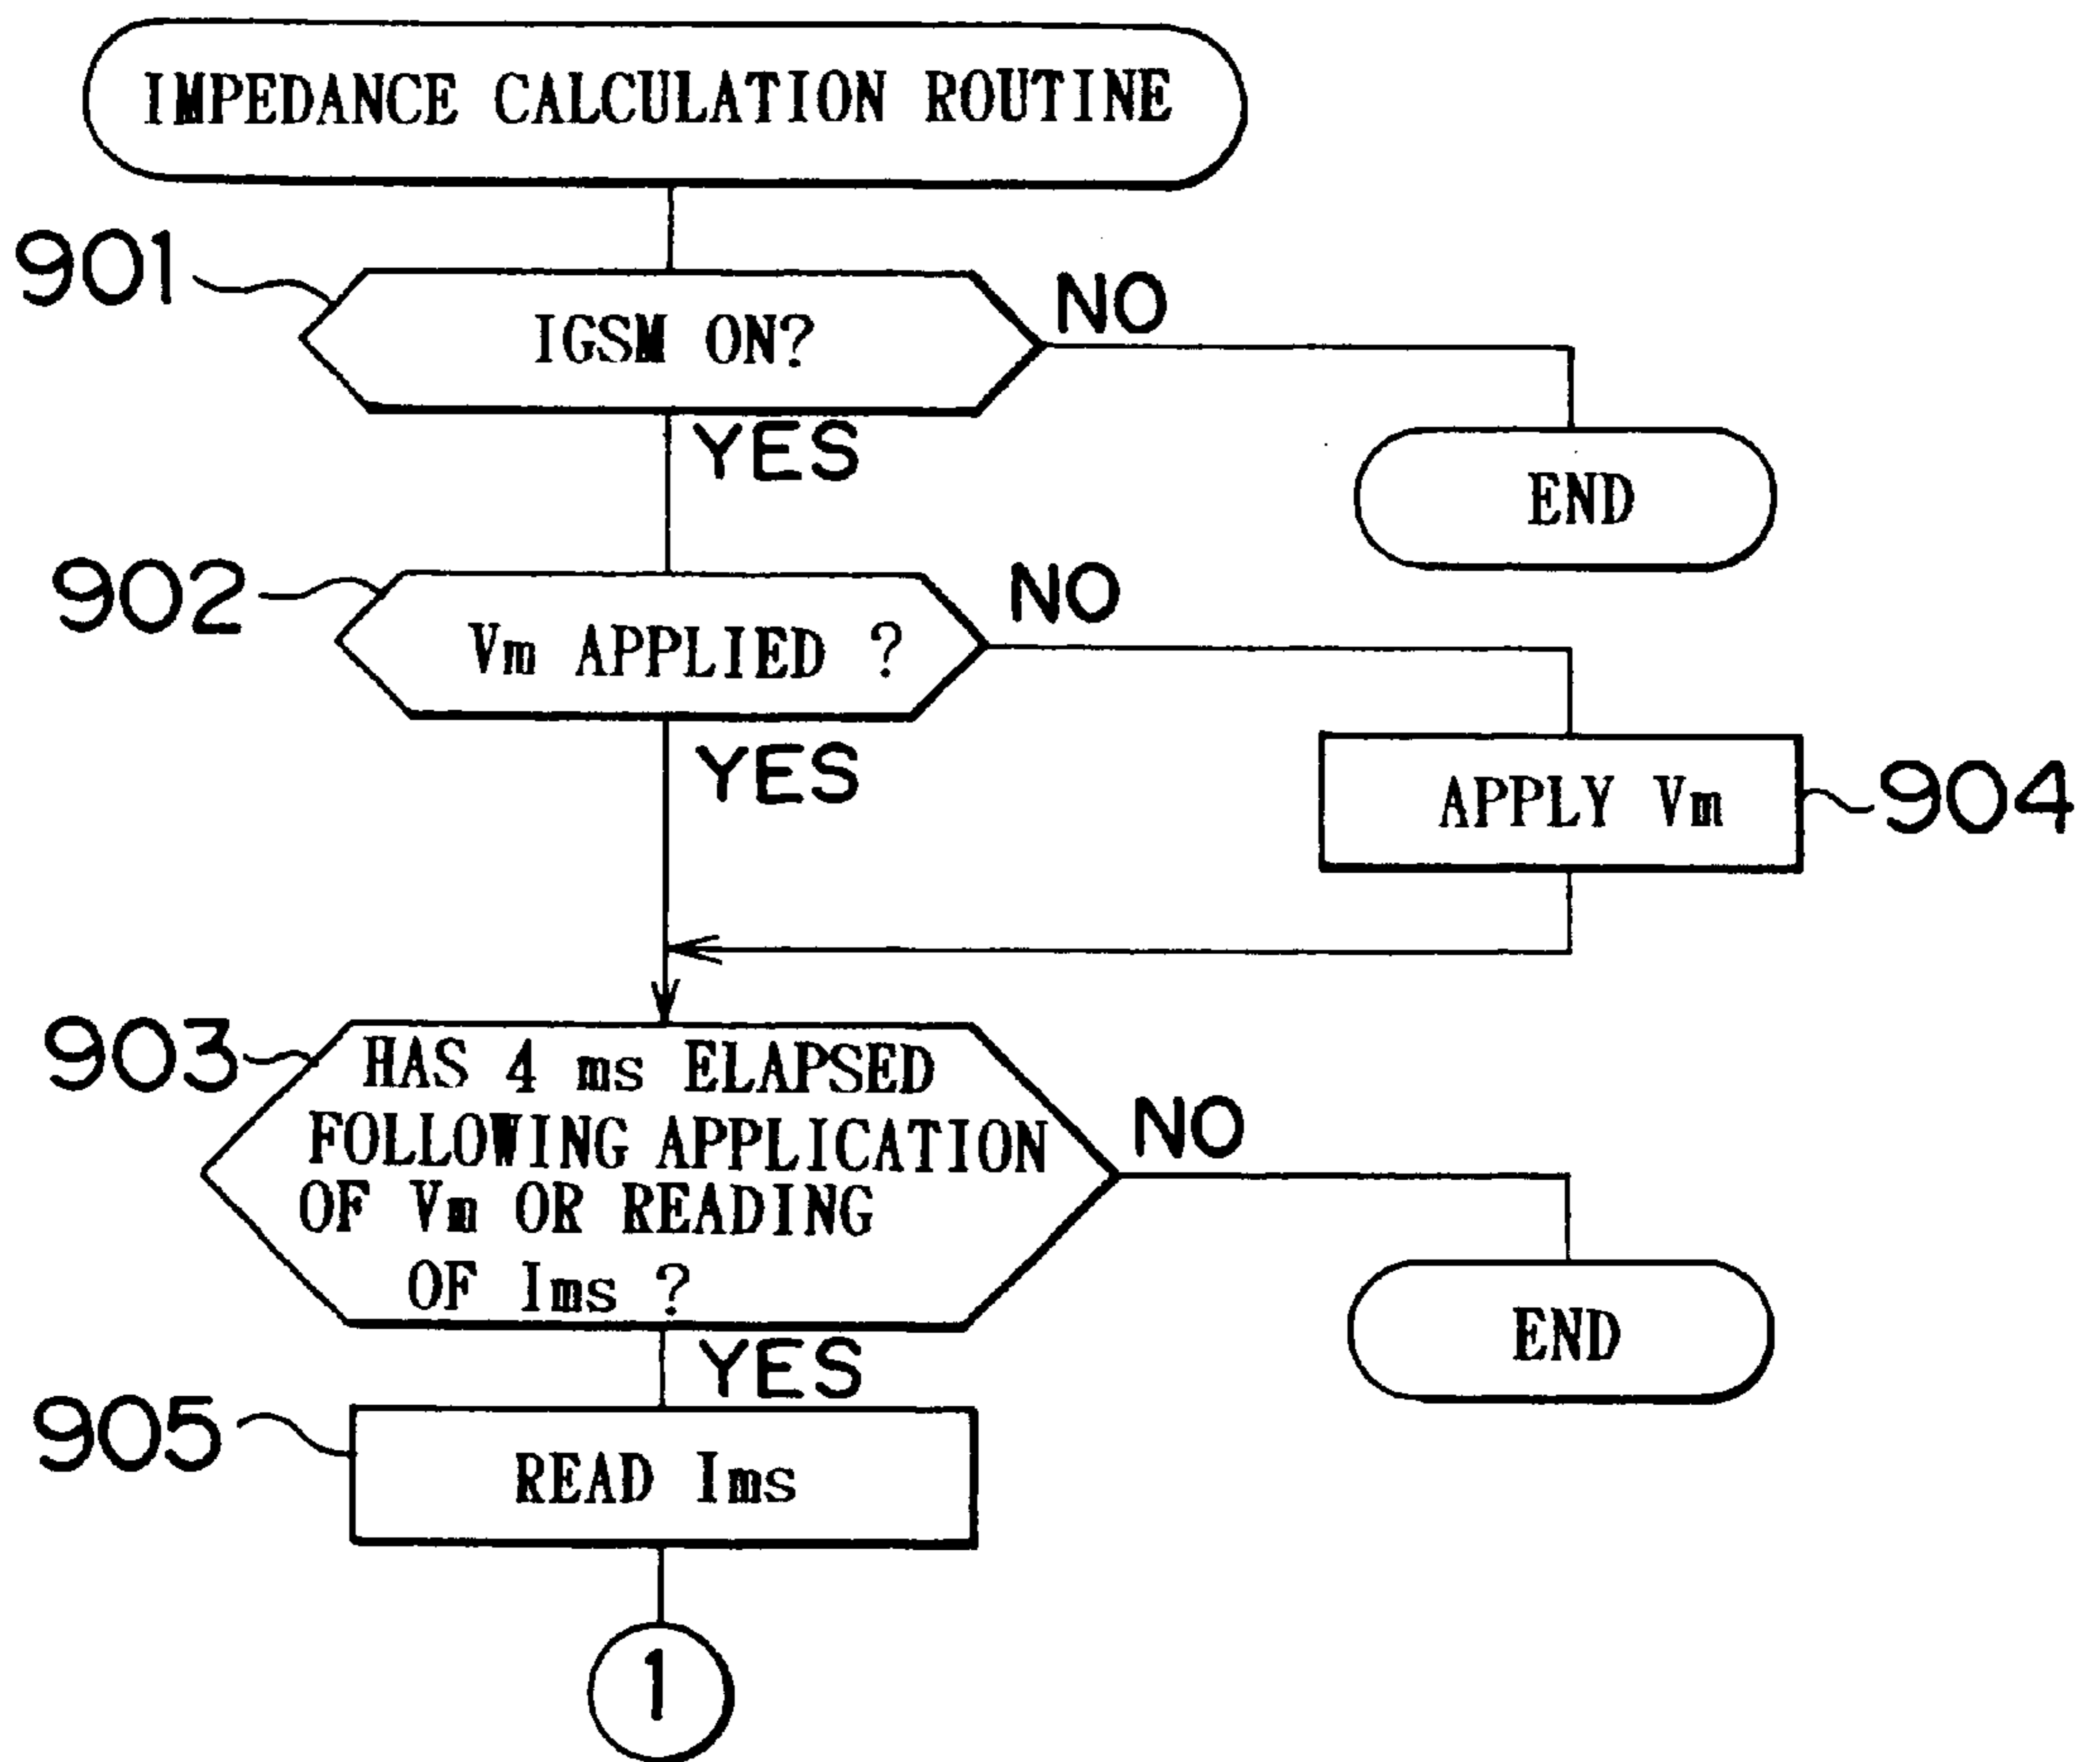 IMPEDANCE CALCULATION ROUTINE
901
IGSM ON?
NO
YES
END
902
Vm APPLIED ?
NO
YES
APPLY Vm
904
903
HAS 4 ms ELAPSED
FOLLOWING APPLICATION
OF Vm OR READING
OF Ims ?
NO
YES
END
905
READ Ims
1